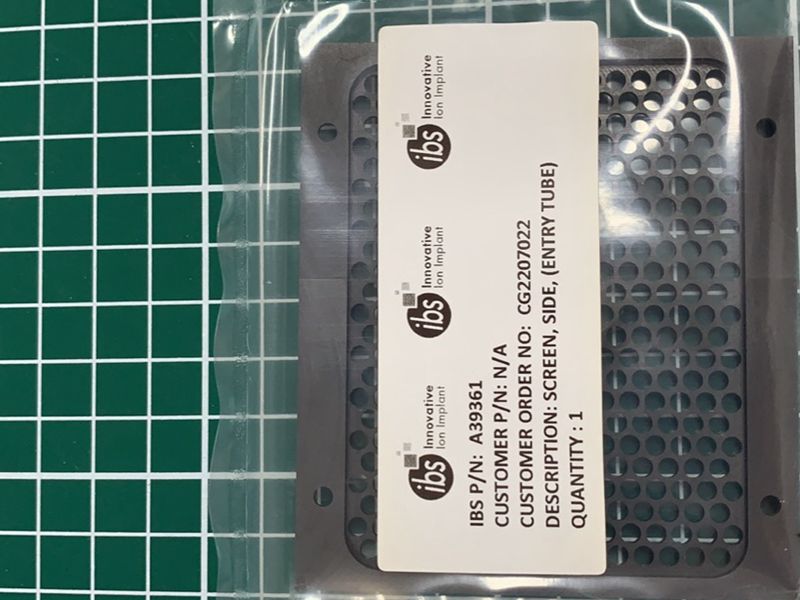 ibs Innovative Ion Implant
ibs Innovative Ion Implant
ibs Innovative Ion Implant
IBS P/N: A39361
CUSTOMER P/N: N/A
CUSTOMER ORDER NO: CG2207022
DESCRIPTION: SCREEN, SIDE, (ENTRY TUBE)
QUANTITY : 1